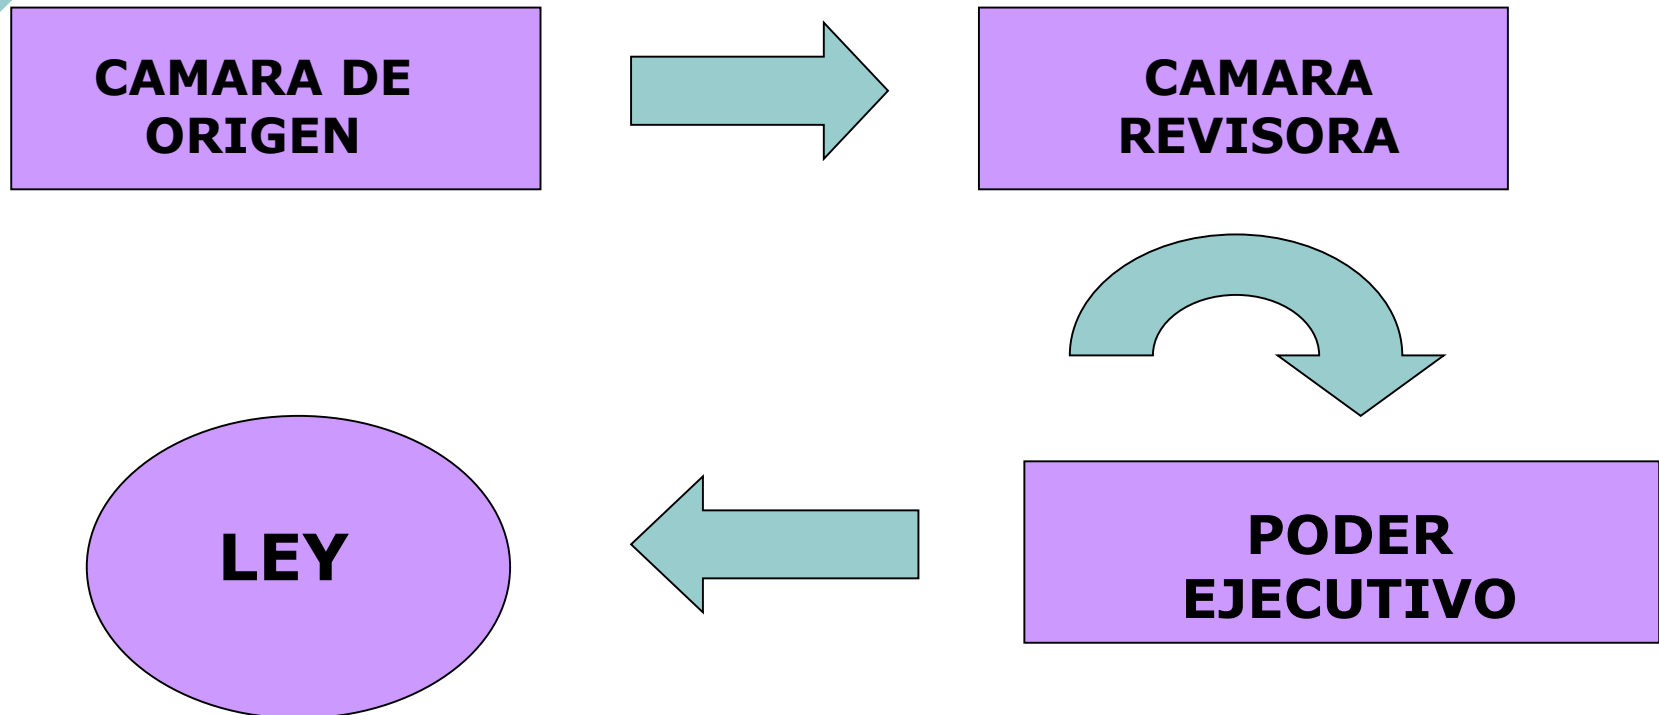 CAMARA DE
ORIGEN
CAMARA
REVISORA
LEY
PODER
EJECUTIVO